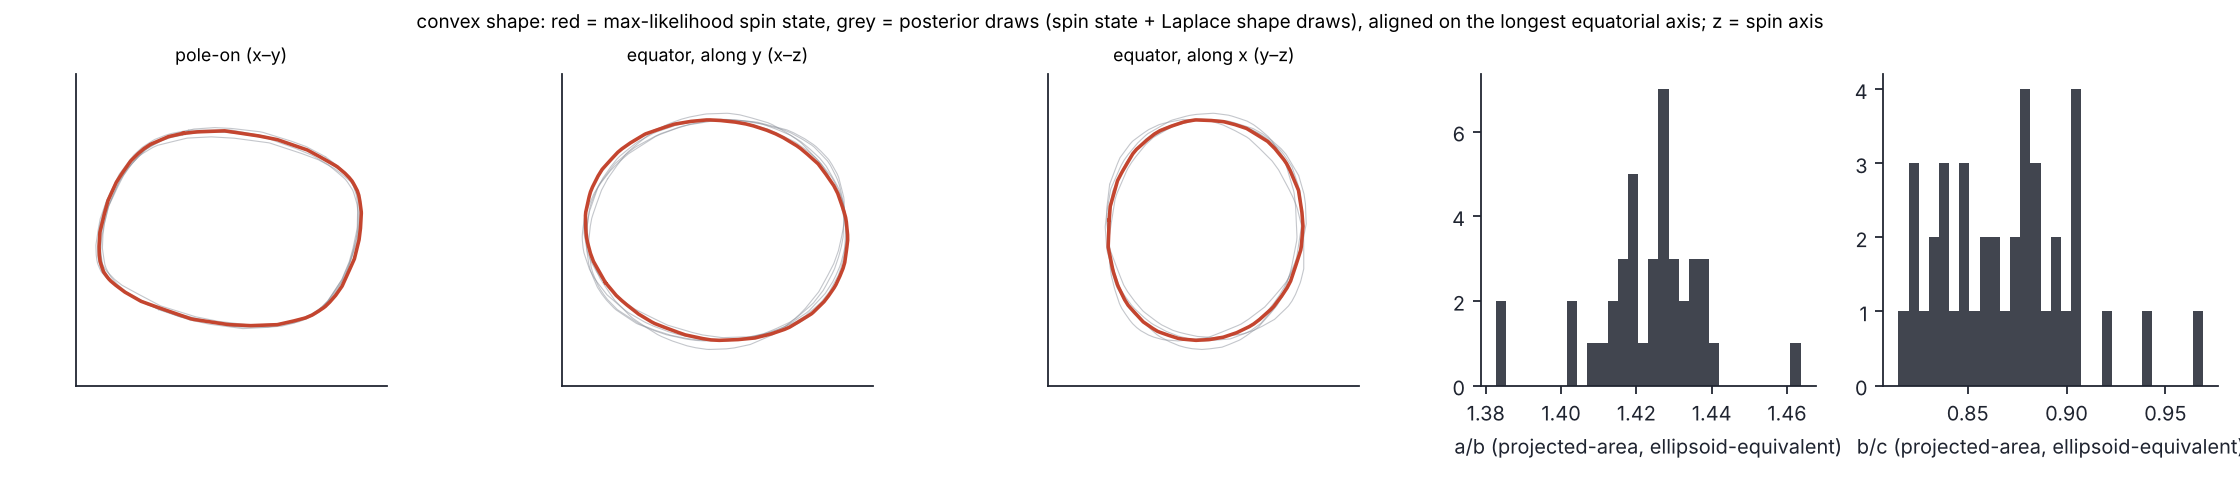 convex shape: red = max-likelihood spin state, grey = posterior draws (spin state + Laplace shape draws), aligned on the longest equatorial axis; z = spin axis
pole-on (x–y)
equator, along y (x–z)
equator, along x (y–z)
6
4
2
0
1.38 1.40 1.42 1.44 1.46
a/b (projected-area, ellipsoid-equivalent)
4
3
2
1
0
0.85 0.90 0.95
b/c (projected-area, ellipsoid-equivalent)